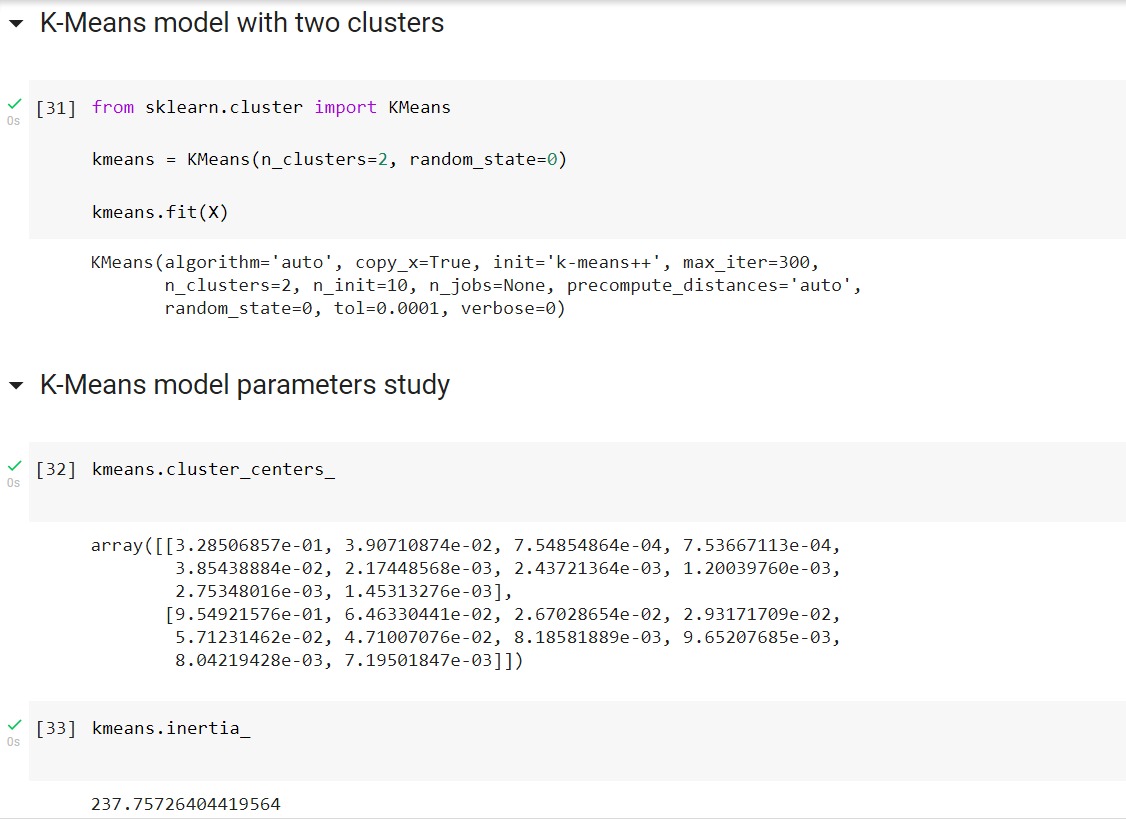 K-Means model with two clusters
[31] from sklearn.cluster import KMeans
0s
kmeans = KMeans(n_clusters=2, random_state=0)
kmeans.fit(X)
KMeans(algorithm='auto', copy_x=True, init='k-means++', max_iter=300,
n_clusters=2, n_init=10, n_jobs=None, precompute_distances='auto',
random_state=0, tol=0.0001, verbose=0)
K-Means model parameters study
[32] kmeans.cluster_centers_
0s
array([[3.28506857e-01, 3.90710874e-02, 7.54854864e-04, 7.53667113e-04,
3.85438884e-02, 2.17448568e-03, 2.43721364e-03, 1.20039760e-03,
2.75348016e-03, 1.45313276e-03],
[9.54921576e-01, 6.46330441e-02, 2.67028654e-02, 2.93171709e-02,
5.71231462e-02, 4.71007076e-02, 8.18581889e-03, 9.65207685e-03,
8.04219428e-03, 7.19501847e-03]])
[33] kmeans.inertia_
0s
237.75726404419564